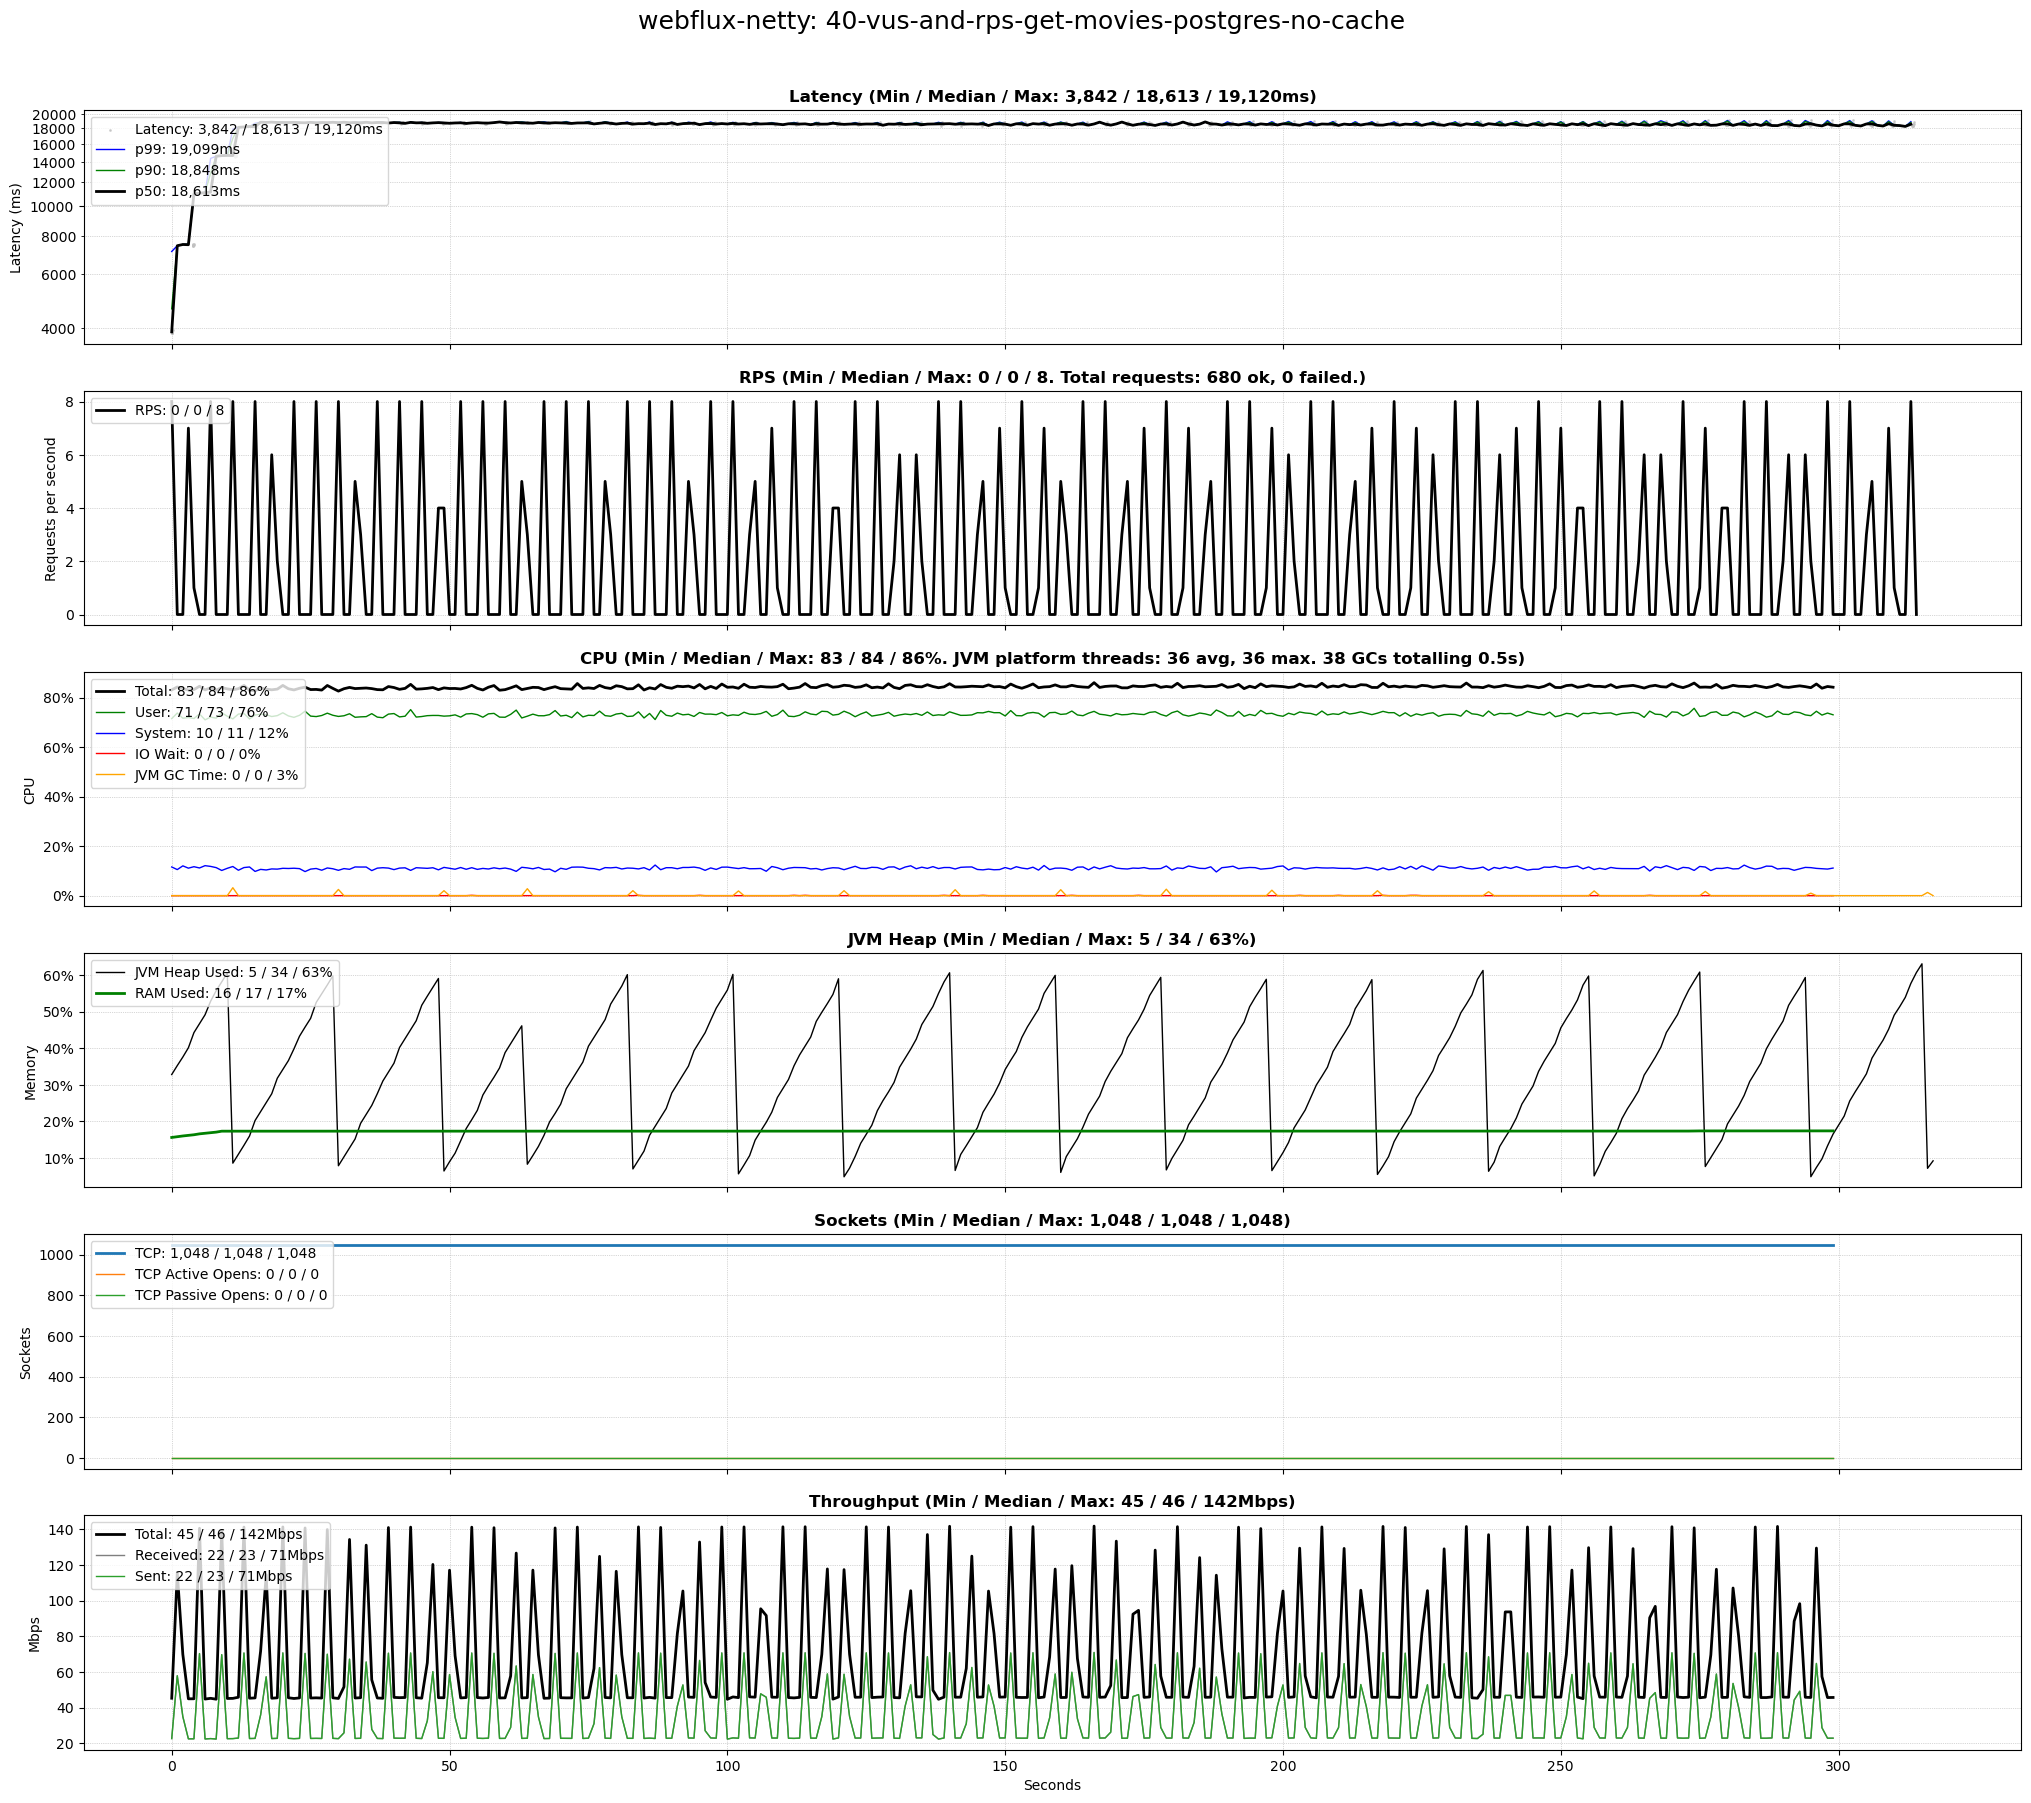 webflux-netty: 40-vus-and-rps-get-movies-postgres-no-cache
Latency (Min / Median / Max: 3,842 / 18,613 / 19,120ms)
20000
18000
16000
14000
12000
10000
8000
6000
4000
Latency (ms)
Latency: 3,842 / 18,613 / 19,120ms
p99: 19,099ms
p90: 18,848ms
p50: 18,613ms
RPS (Min / Median / Max: 0 / 0 / 8. Total requests: 680 ok, 0 failed.)
8
6
4
2
0
Requests per second
RPS: 0 / 0 / 8
CPU (Min / Median / Max: 83 / 84 / 86%. JVM platform threads: 36 avg, 36 max. 38 GCs totalling 0.5s)
80%
60%
40%
20%
0%
CPU
Total: 83 / 84 / 86%
User: 71 / 73 / 76%
System: 10 / 11 / 12%
IO Wait: 0 / 0 / 0%
JVM GC Time: 0 / 0 / 3%
JVM Heap (Min / Median / Max: 5 / 34 / 63%)
60%
50%
40%
30%
20%
10%
Memory
JVM Heap Used: 5 / 34 / 63%
RAM Used: 16 / 17 / 17%
Sockets (Min / Median / Max: 1,048 / 1,048 / 1,048)
1000
800
600
400
200
0
Sockets
TCP: 1,048 / 1,048 / 1,048
TCP Active Opens: 0 / 0 / 0
TCP Passive Opens: 0 / 0 / 0
Throughput (Min / Median / Max: 45 / 46 / 142Mbps)
140
120
100
80
60
40
20
Mbps
Total: 45 / 46 / 142Mbps
Received: 22 / 23 / 71Mbps
Sent: 22 / 23 / 71Mbps
0 50 100 150 200 250 300
Seconds